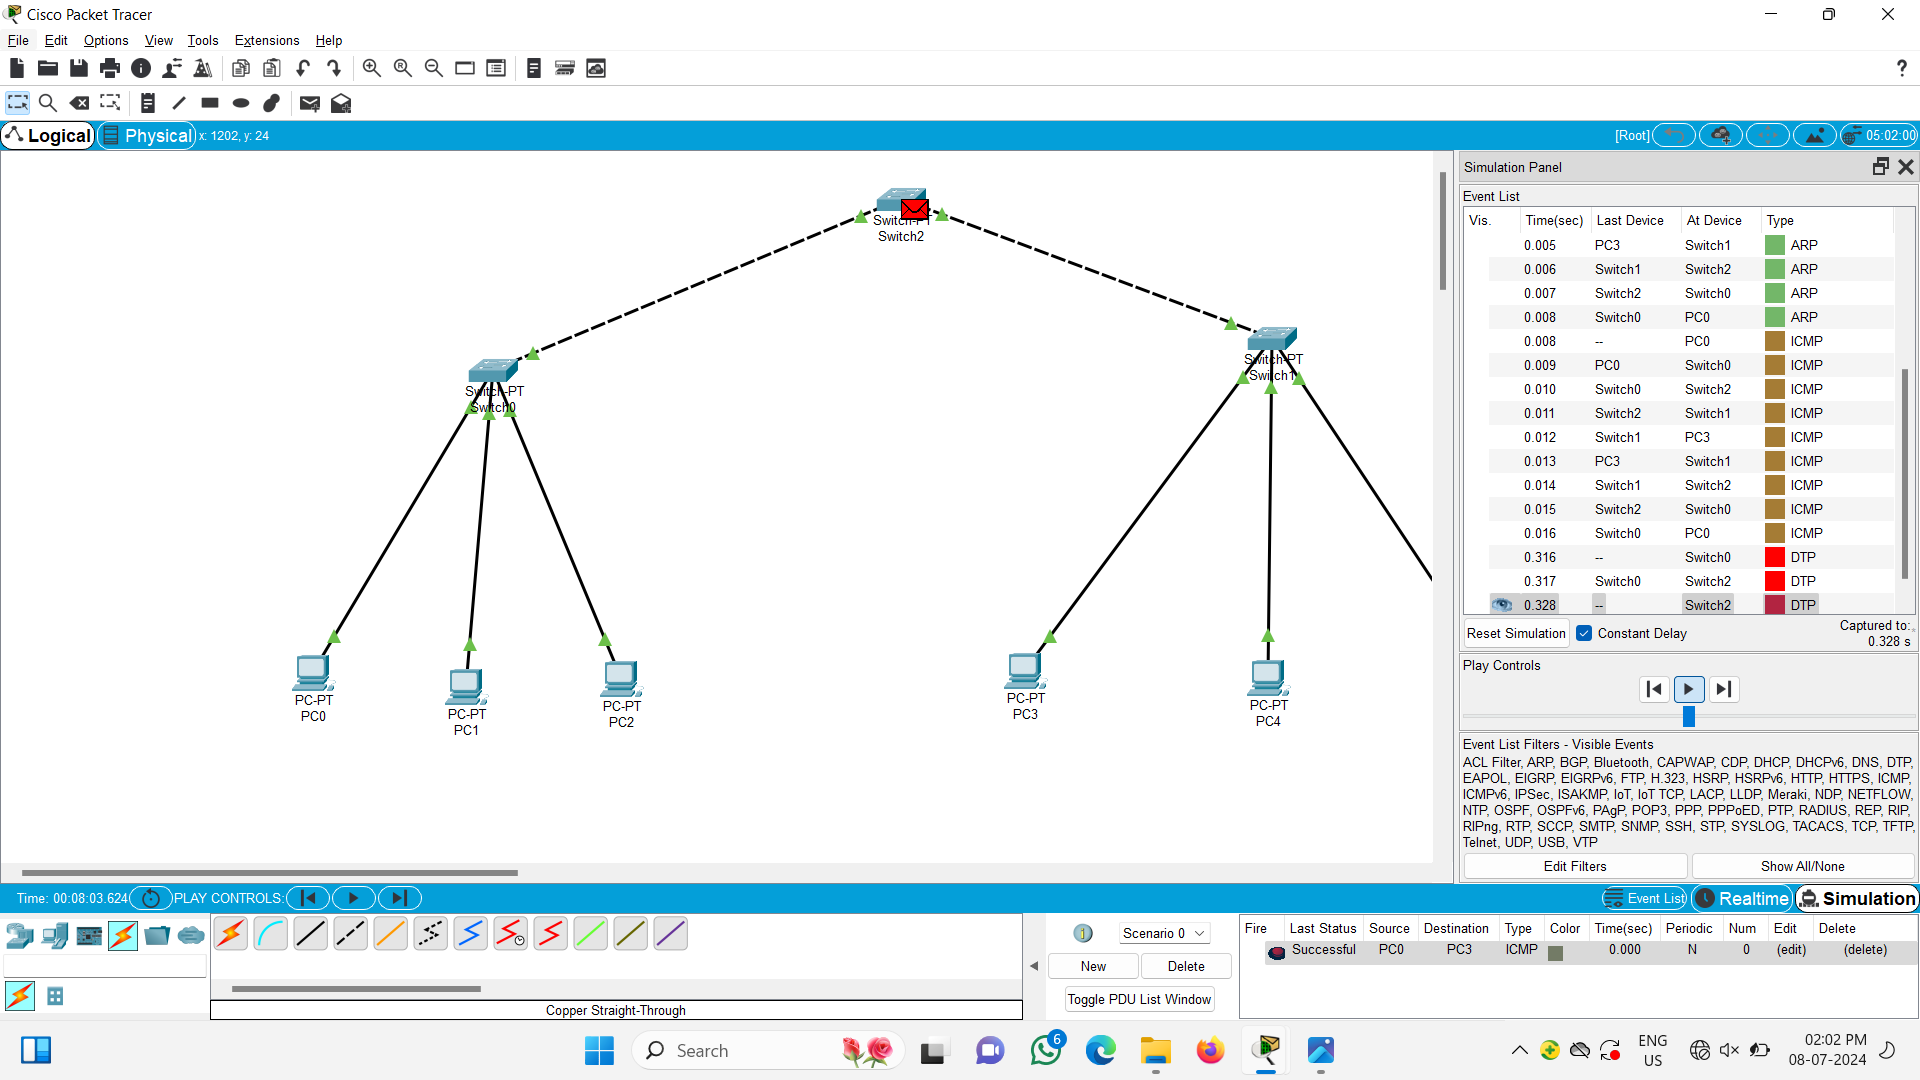 Cisco Packet Tracer
File Edit Options View Tools Extensions Help
Logical Physical x: 1202, y: 24 [Root] 05:02:00
Switch-PT
Switch2
Switch-PT
Switch0
Switch-PT
Switch1
PC-PT
PC0
PC-PT
PC1
PC-PT
PC2
PC-PT
PC3
PC-PT
PC4
Simulation Panel
Event List
Vis. Time(sec) Last Device At Device Type
0.005 PC3 Switch1 ARP
0.006 Switch1 Switch2 ARP
0.007 Switch2 Switch0 ARP
0.008 Switch0 PC0 ARP
0.008 -- PC0 ICMP
0.009 PC0 Switch0 ICMP
0.010 Switch0 Switch2 ICMP
0.011 Switch2 Switch1 ICMP
0.012 Switch1 PC3 ICMP
0.013 PC3 Switch1 ICMP
0.014 Switch1 Switch2 ICMP
0.015 Switch2 Switch0 ICMP
0.016 Switch0 PC0 ICMP
0.316 -- Switch0 DTP
0.317 Switch0 Switch2 DTP
0.328 -- Switch2 DTP
Reset Simulation Constant Delay Captured to:
0.328 s
Play Controls
Event List Filters - Visible Events
ACL Filter, ARP, BGP, Bluetooth, CAPWAP, CDP, DHCP, DHCPv6, DNS, DTP,
EAPOL, EIGRP, EIGRPv6, FTP, H.323, HSRP, HSRPv6, HTTP, HTTPS, ICMP,
ICMPv6, IPSec, ISAKMP, IoT, IoT TCP, LACP, LLDP, Meraki, NDP, NETFLOW,
NTP, OSPF, OSPFv6, PAgP, POP3, PPP, PPPoED, PTP, RADIUS, REP, RIP,
RIPng, RTP, SCCP, SMTP, SNMP, SSH, STP, SYSLOG, TACACS, TCP, TFTP,
Telnet, UDP, USB, VTP
Edit Filters Show All/None
Time: 00:08:03.624 PLAY CONTROLS: Event List Realtime Simulation
Copper Straight-Through
Scenario 0
New Delete
Toggle PDU List Window
Fire Last Status Source Destination Type Color Time(sec) Periodic Num Edit Delete
Successful PC0 PC3 ICMP 0.000 N 0 (edit) (delete)
Search
6
ENG
US
02:02 PM
08-07-2024